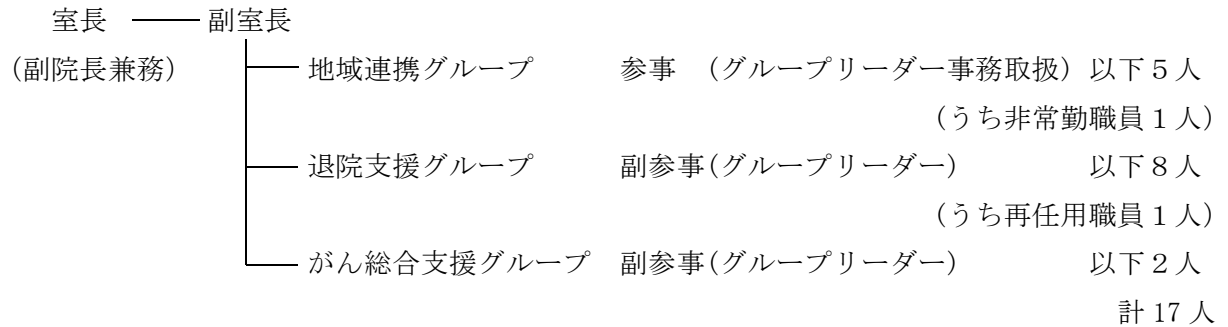 室長 ―― 副室長
(副院長兼務)
地域連携グループ 参事 (グループリーダー事務取扱) 以下5人
(うち非常勤職員1人)
退院支援グループ 副参事(グループリーダー) 以下8人
(うち再任用職員1人)
がん総合支援グループ 副参事(グループリーダー) 以下2人
計 17 人